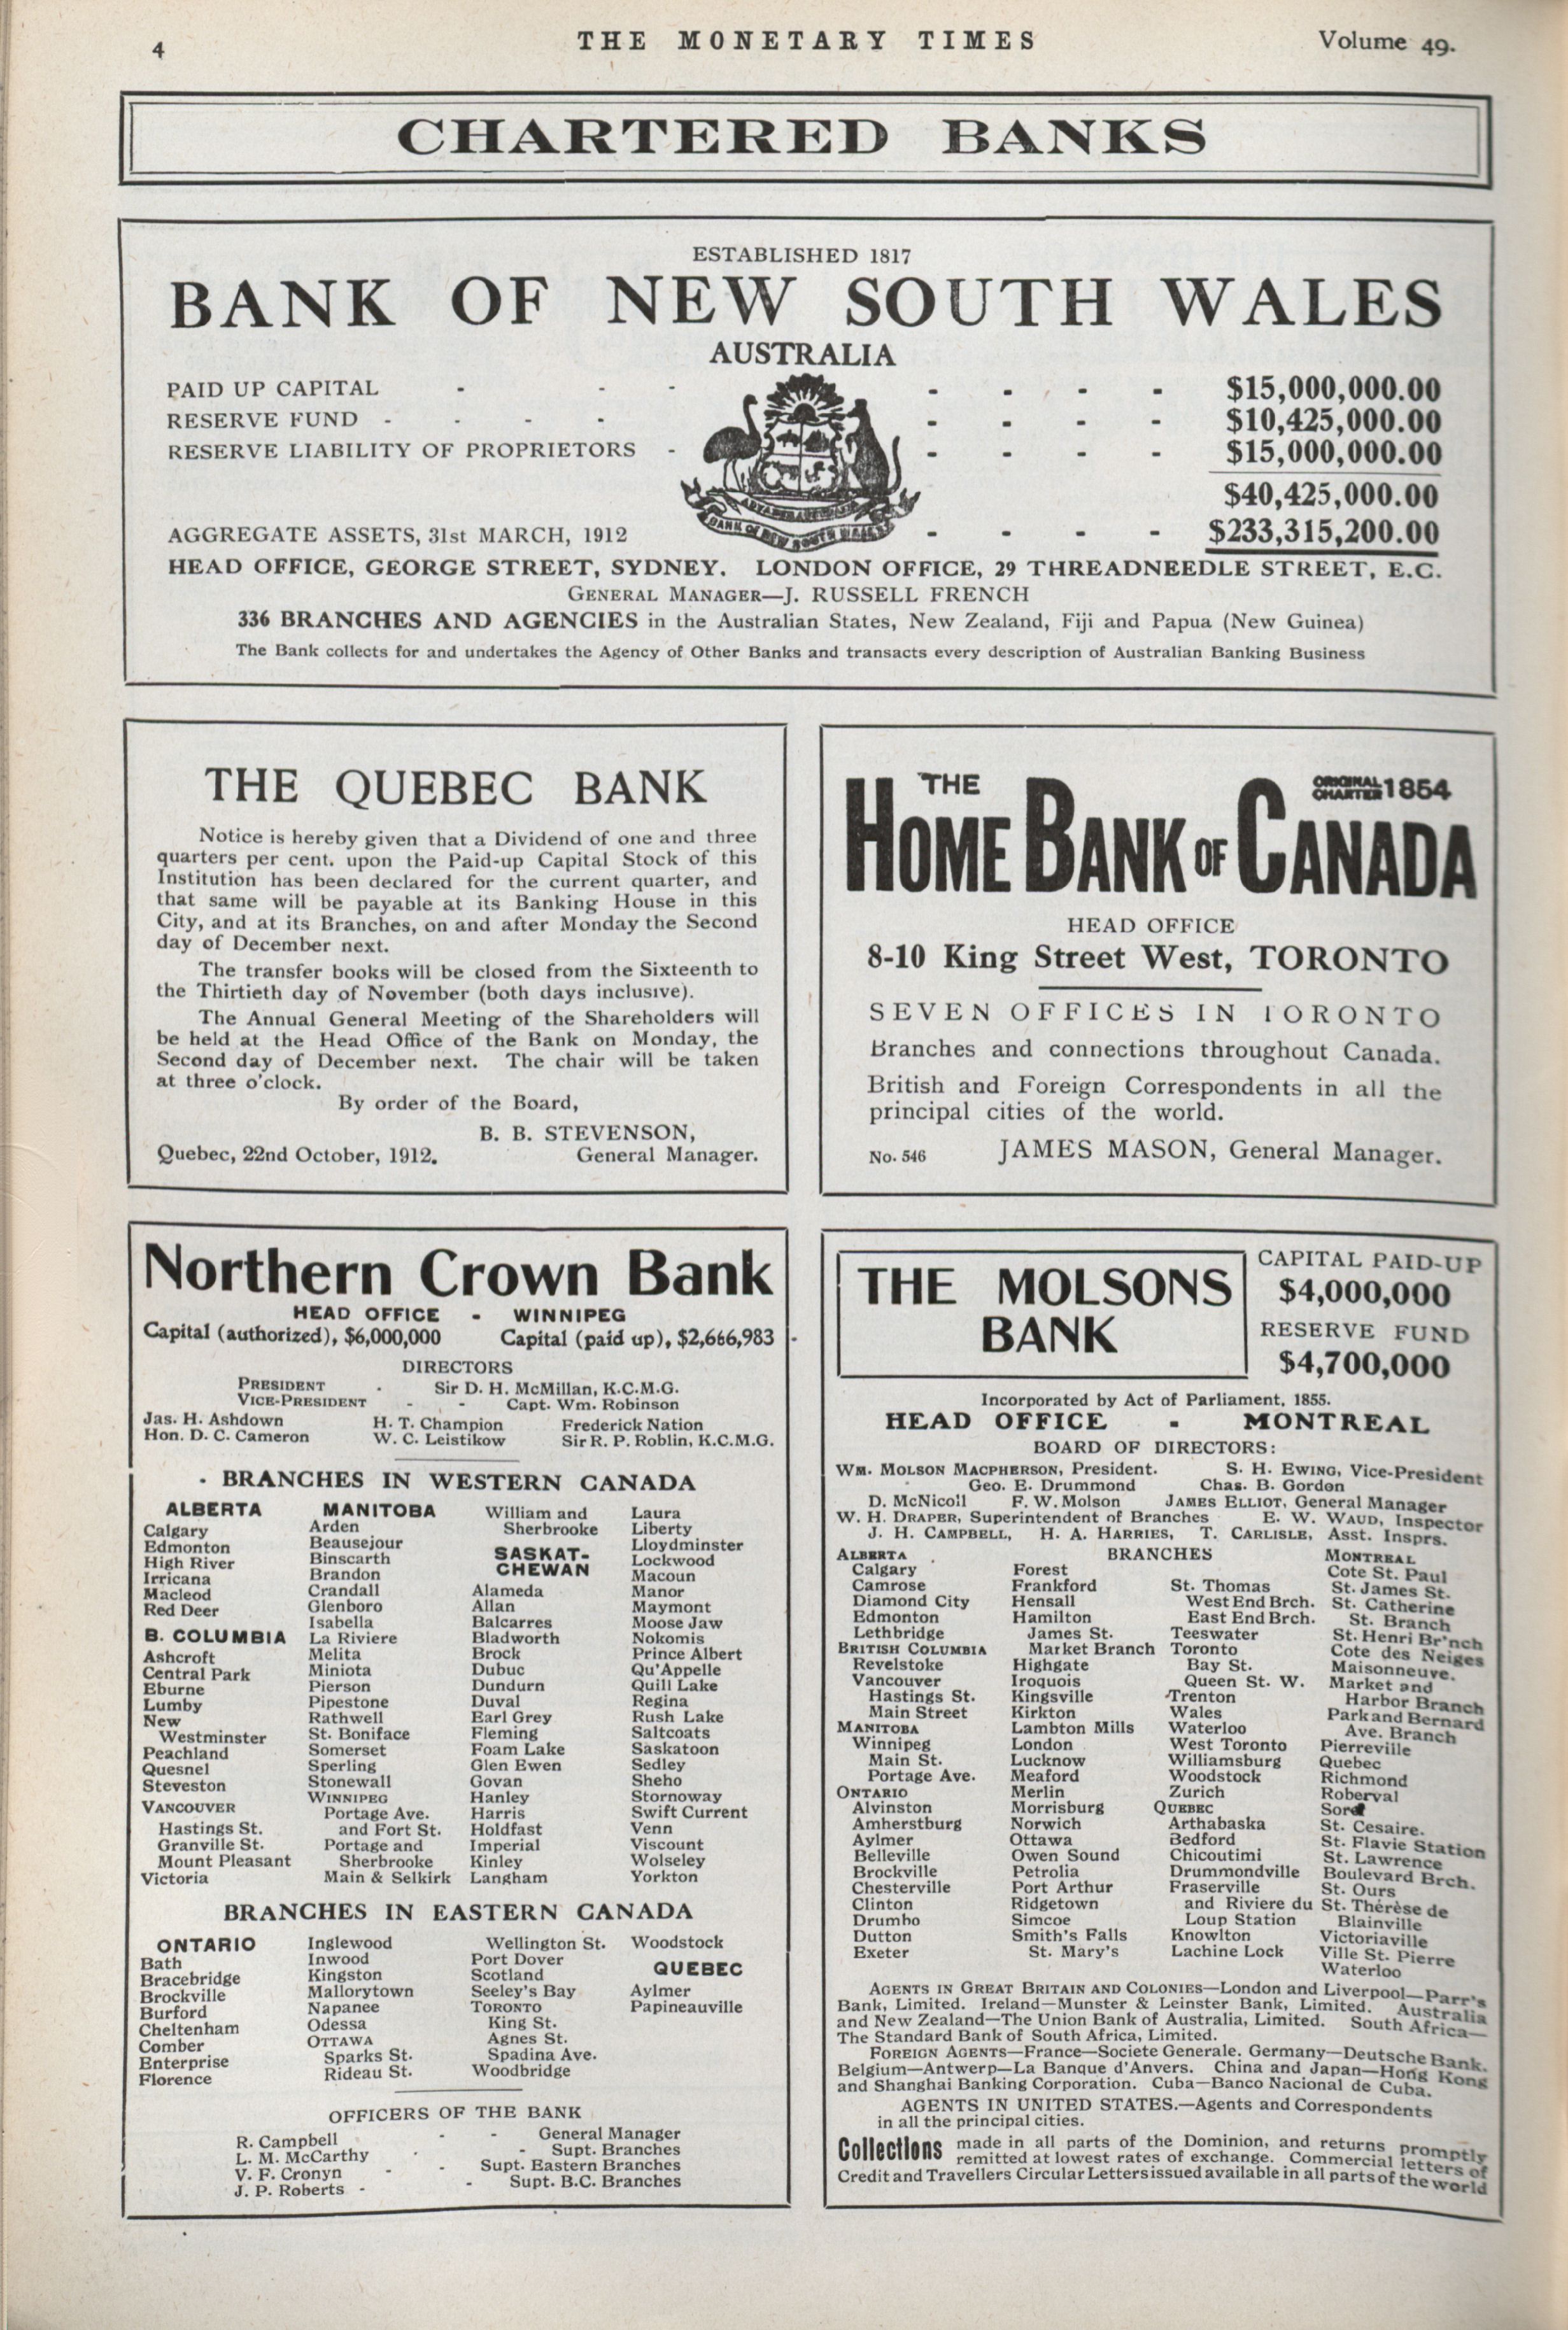 4
THE MONETARY TIMES
Volume 49.
CHARTERED BANKS
ESTABLISHED 1817
BANK OF NEW SOUTH WALES
AUSTRALIA
PAID UP CAPITAL - - - - - - - $15,000,000.00
RESERVE FUND - - - - - - - - $10,425,000.00
RESERVE LIABILITY OF PROPRIETORS - - - - - $15,000,000.00
$40,425,000.00
BANK OF NEW SOUTH WALES
AGGREGATE ASSETS, 31st MARCH, 1912 - - - - $233,315,200.00
HEAD OFFICE, GEORGE STREET, SYDNEY. LONDON OFFICE, 29 THREADNEEDLE STREET, E.C.
GENERAL MANAGER—J. RUSSELL FRENCH
336 BRANCHES AND AGENCIES in the Australian States, New Zealand, Fiji and Papua (New Guinea)
The Bank collects for and undertakes the Agency of Other Banks and transacts every description of Australian Banking Business
THE QUEBEC BANK
Notice is hereby given that a Dividend of one and three
quarters per cent. upon the Paid-up Capital Stock of this
Institution has been declared for the current quarter, and
that same will be payable at its Banking House in this
City, and at its Branches, on and after Monday the Second
day of December next.
The transfer books will be closed from the Sixteenth to
the Thirtieth day of November (both days inclusive).
The Annual General Meeting of the Shareholders will
be held at the Head Office of the Bank on Monday, the
Second day of December next. The chair will be taken
at three o'clock.
By order of the Board,
B. B. STEVENSON,
Quebec, 22nd October, 1912. General Manager.
THE
ORIGINAL CHARTER 1854
HOME BANK OF CANADA
HEAD OFFICE
8-10 King Street West, TORONTO
SEVEN OFFICES IN TORONTO
Branches and connections throughout Canada.
British and Foreign Correspondents in all the
principal cities of the world.
No. 546 JAMES MASON, General Manager.
Northern Crown Bank
HEAD OFFICE - WINNIPEG
Capital (authorized), $6,000,000 Capital (paid up), $2,666,983
DIRECTORS
PRESIDENT - Sir D. H. McMillan, K.C.M.G.
VICE-PRESIDENT - - Capt. Wm. Robinson
Jas. H. Ashdown H. T. Champion Frederick Nation
Hon. D. C. Cameron W. C. Leistikow Sir R. P. Roblin, K.C.M.G.
BRANCHES IN WESTERN CANADA
ALBERTA
Calgary
Edmonton
High River
Irricana
Macleod
Red Deer
B. COLUMBIA
Ashcroft
Central Park
Eburne
Lumby
New
Westminster
Peachland
Quesnel
Steveston
VANCOUVER
Hastings St.
Granville St.
Mount Pleasant
Victoria
MANITOBA
Arden
Beausejour
Binscarth
Brandon
Crandall
Glenboro
Isabella
La Riviere
Melita
Miniota
Pierson
Pipestone
Rathwell
St. Boniface
Somerset
Sperling
Stonewall
WINNIPEG
Portage Ave.
and Fort St.
Portage and
Sherbrooke
Main & Selkirk
William and
Sherbrooke
SASKAT-
CHEWAN
Alameda
Allan
Balcarres
Bladworth
Brock
Dubuc
Dundurn
Duval
Earl Grey
Fleming
Foam Lake
Glen Ewen
Govan
Hanley
Harris
Holdfast
Imperial
Kinley
Langham
Laura
Liberty
Lloydminster
Lockwood
Macoun
Manor
Maymont
Moose Jaw
Nokomis
Prince Albert
Qu'Appelle
Quill Lake
Regina
Rush Lake
Saltcoats
Saskatoon
Sedley
Sheho
Stornoway
Swift Current
Venn
Viscount
Wolseley
Yorkton
BRANCHES IN EASTERN CANADA
ONTARIO
Bath
Bracebridge
Brockville
Burford
Cheltenham
Comber
Enterprise
Florence
Inglewood
Inwood
Kingston
Mallorytown
Napanee
Odessa
OTTAWA
Sparks St.
Rideau St.
Wellington St.
Port Dover
Scotland
Seeley's Bay
TORONTO
King St.
Agnes St.
Spadina Ave.
Woodbridge
Woodstock
QUEBEC
Aylmer
Papineauville
OFFICERS OF THE BANK
R. Campbell - - General Manager
L. M. McCarthy - - Supt. Branches
V. F. Cronyn - - Supt. Eastern Branches
J. P. Roberts - - Supt. B.C. Branches
THE MOLSONS
BANK
CAPITAL PAID-UP
$4,000,000
RESERVE FUND
$4,700,000
Incorporated by Act of Parliament, 1855.
HEAD OFFICE - MONTREAL
BOARD OF DIRECTORS:
WM. MOLSON MACPHERSON, President. S. H. EWING, Vice-President
Geo. E. Drummond Chas. B. Gordon
D. McNicoll F. W. Molson JAMES ELLIOT, General Manager
W. H. DRAPER, Superintendent of Branches E. W. WAUD, Inspector
J. H. CAMPBELL, H. A. HARRIES, T. CARLISLE, Asst. Insprs.
BRANCHES
ALBERTA
Calgary
Camrose
Diamond City
Edmonton
Lethbridge
BRITISH COLUMBIA
Revelstoke
Vancouver
Hastings St.
Main Street
MANITOBA
Winnipeg
Main St.
Portage Ave.
ONTARIO
Alvinston
Amherstburg
Aylmer
Belleville
Brockville
Chesterville
Clinton
Drumbo
Dutton
Exeter
Forest
Frankford
Hensall
Hamilton
James St.
Market Branch
Highgate
Iroquois
Kingsville
Kirkton
Lambton Mills
London
Lucknow
Meaford
Merlin
Morrisburg
Norwich
Ottawa
Owen Sound
Petrolia
Port Arthur
Ridgetown
Simcoe
Smith's Falls
St. Mary's
St. Thomas
West End Brch.
East End Brch.
Teeswater
Toronto
Bay St.
Queen St. W.
Trenton
Wales
Waterloo
West Toronto
Williamsburg
Woodstock
Zurich
QUEBEC
Arthabaska
Bedford
Chicoutimi
Drummondville
Fraserville
and Riviere du
Loup Station
Knowlton
Lachine Lock
MONTREAL
Cote St. Paul
St. James St.
St. Catherine
St. Branch
St. Henri Br'nch
Cote des Neiges
Maisonneuve.
Market and
Harbor Branch
Park and Bernard
Ave. Branch
Pierreville
Quebec
Richmond
Roberval
Sorel
St. Cesaire.
St. Flavie Station
St. Lawrence
Boulevard Brch.
St. Ours
St. Thérèse de
Blainville
Victoriaville
Ville St. Pierre
Waterloo
AGENTS IN GREAT BRITAIN AND COLONIES—London and Liverpool—Parr's
Bank, Limited. Ireland—Munster & Leinster Bank, Limited. Australia
and New Zealand—The Union Bank of Australia, Limited. South Africa—
The Standard Bank of South Africa, Limited.
FOREIGN AGENTS—France—Societe Generale. Germany—Deutsche Bank.
Belgium—Antwerp—La Banque d'Anvers. China and Japan—Hong Kong
and Shanghai Banking Corporation. Cuba—Banco Nacional de Cuba.
AGENTS IN UNITED STATES.—Agents and Correspondents
in all the principal cities.
Collections made in all parts of the Dominion, and returns promptly
remitted at lowest rates of exchange. Commercial letters of
Credit and Travellers Circular Letters issued available in all parts of the world